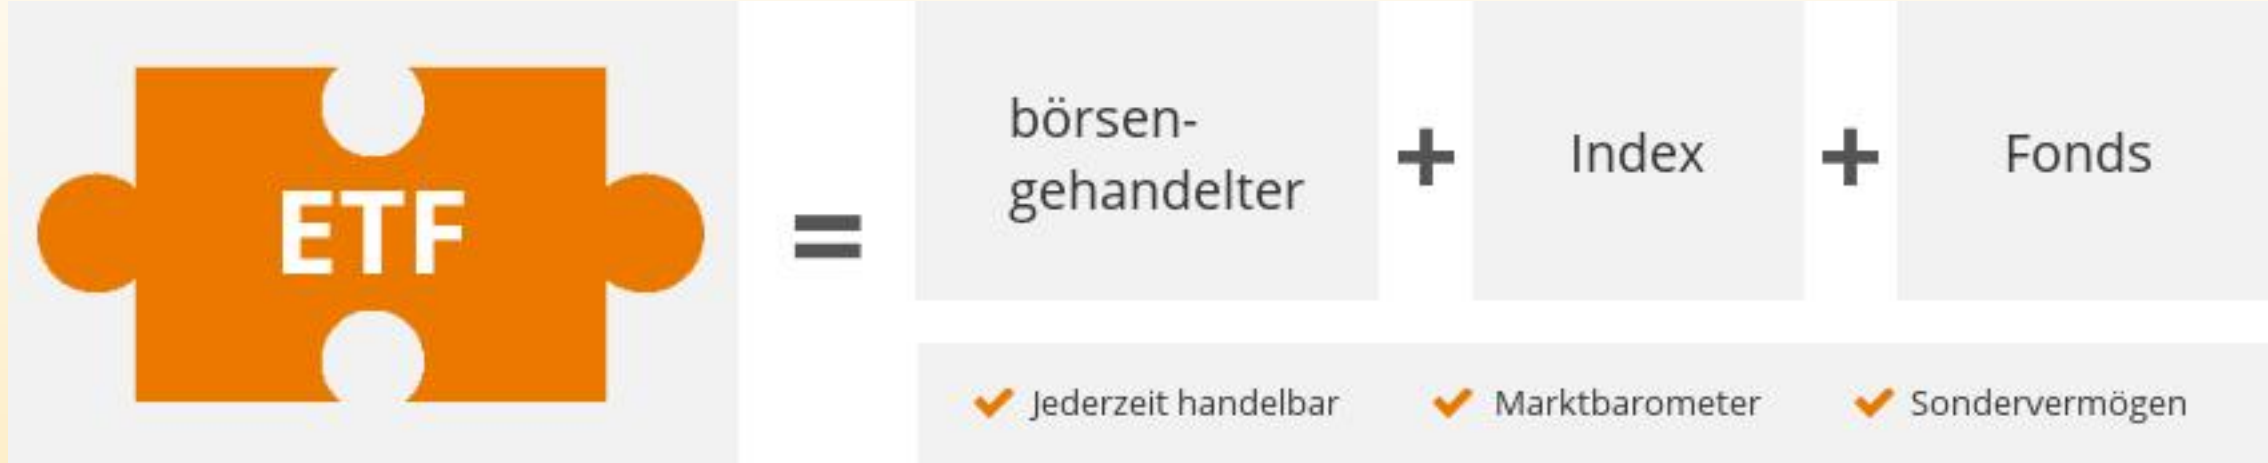 ETF
=
börsen-
gehandelter
+
Index
+
Fonds
Jederzeit handelbar
Marktbarometer
Sondervermögen